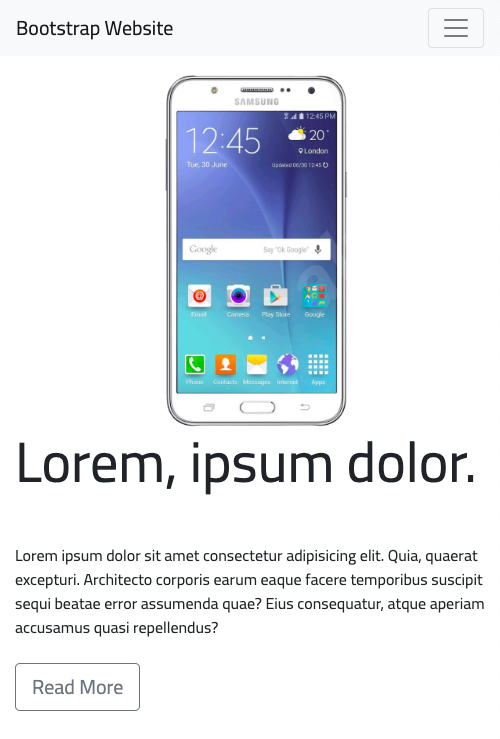 Bootstrap Website
SAMSUNG
12:45 PM
12:45
20°
London
Tue, 30 June
Updated 06/30 12:45
Google
Say "Ok Google"
Email
Camera
Play Store
Google
Phone
Contacts
Messages
Internet
Apps
Lorem, ipsum dolor.
Lorem ipsum dolor sit amet consectetur adipisicing elit. Quia, quaerat
excepturi. Architecto corporis earum eaque facere temporibus suscipit
sequi beatae error assumenda quae? Eius consequatur, atque aperiam
accusamus quasi repellendus?
Read More